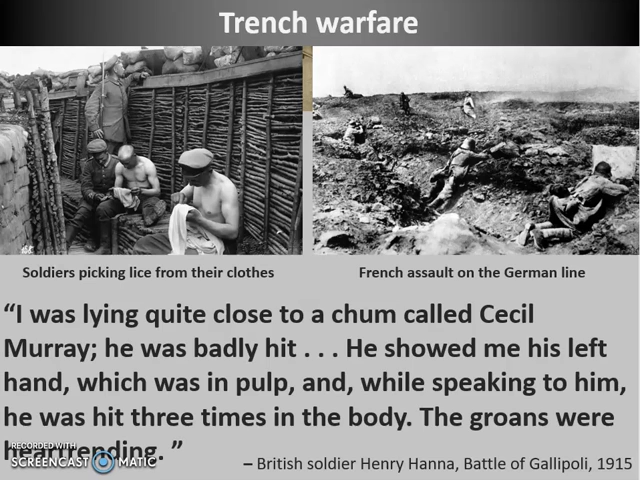 Trench warfare
Soldiers picking lice from their clothes
French assault on the German line
“I was lying quite close to a chum called Cecil
Murray; he was badly hit . . . He showed me his left
hand, which was in pulp, and, while speaking to him,
he was hit three times in the body. The groans were
heartrending. ”
RECORDED WITH
SCREENCAST MATIC
– British soldier Henry Hanna, Battle of Gallipoli, 1915